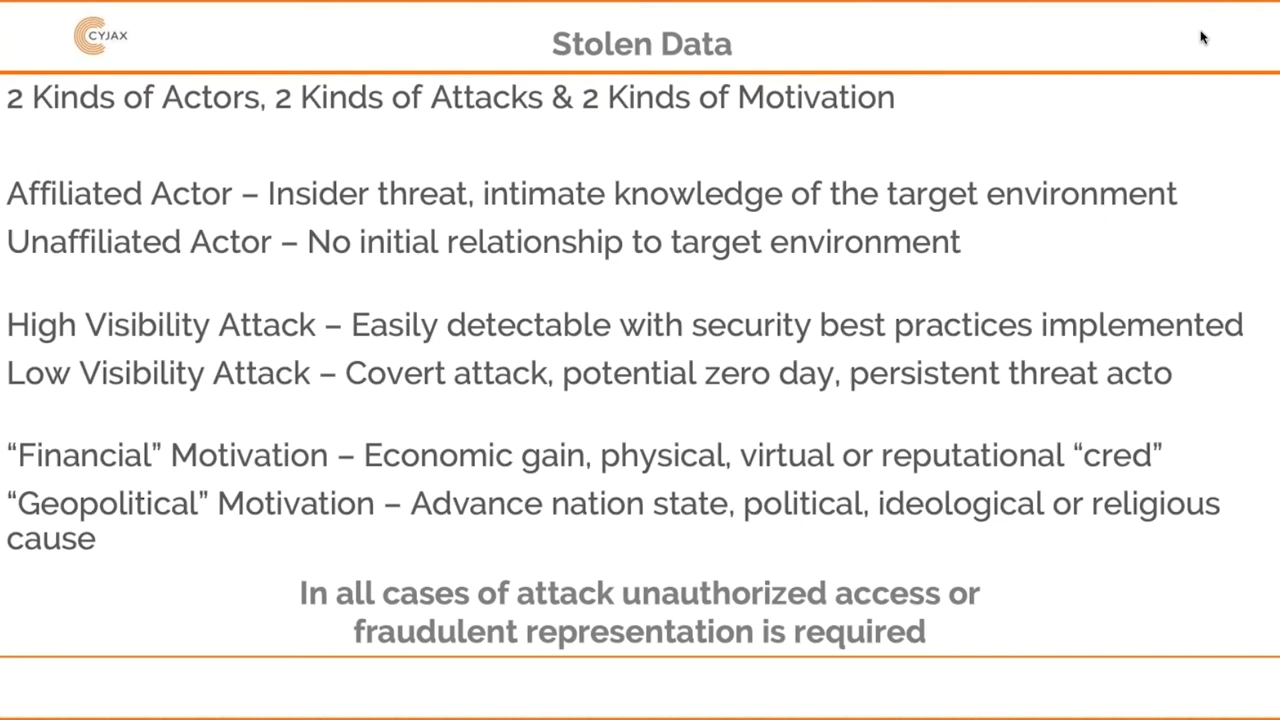 CYJAX
Stolen Data
2 Kinds of Actors, 2 Kinds of Attacks & 2 Kinds of Motivation
Affiliated Actor – Insider threat, intimate knowledge of the target environment
Unaffiliated Actor – No initial relationship to target environment
High Visibility Attack – Easily detectable with security best practices implemented
Low Visibility Attack – Covert attack, potential zero day, persistent threat acto
“Financial” Motivation – Economic gain, physical, virtual or reputational “cred”
“Geopolitical” Motivation – Advance nation state, political, ideological or religious
cause
In all cases of attack unauthorized access or
fraudulent representation is required